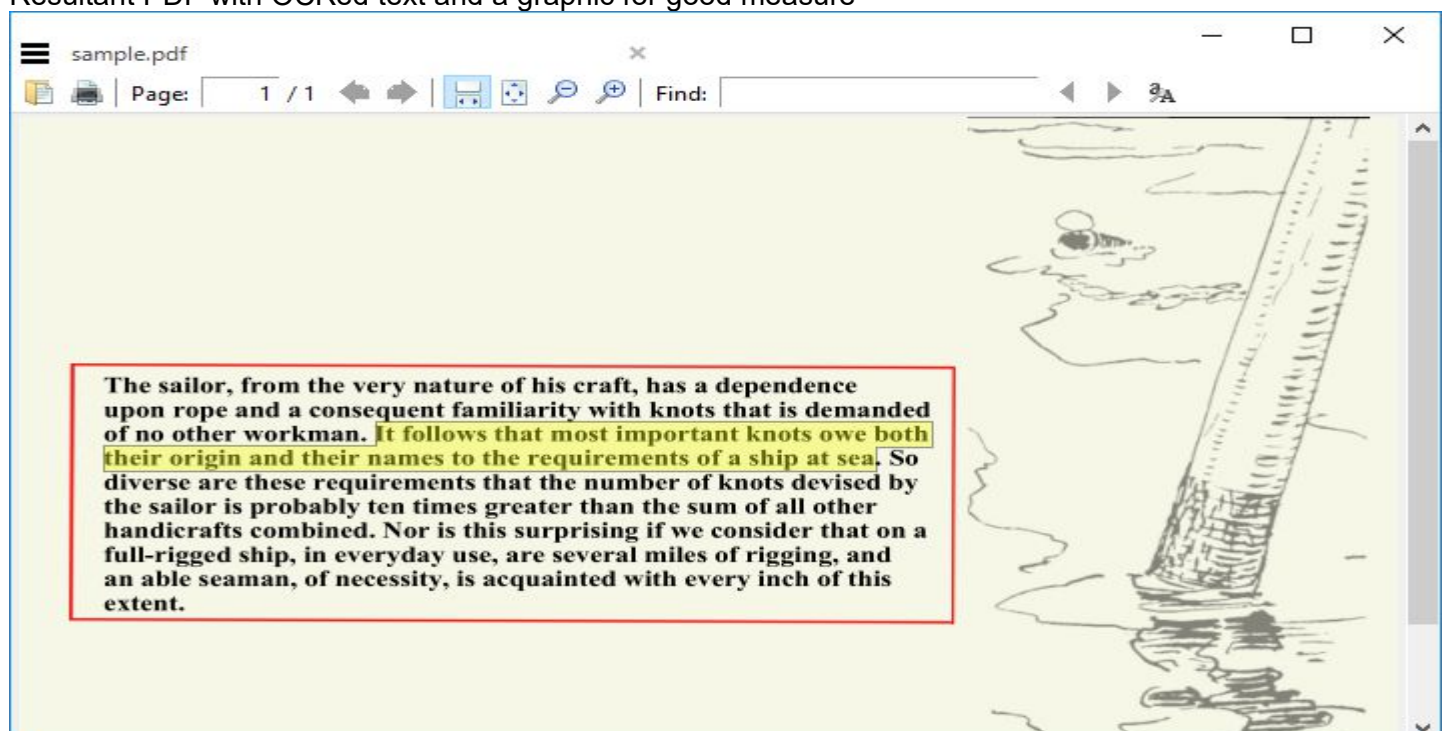 Resultant PDF with OCRed text and a graphic for good measure
sample.pdf
Page: 1 / 1 Find:
The sailor, from the very nature of his craft, has a dependence
upon rope and a consequent familiarity with knots that is demanded
of no other workman. It follows that most important knots owe both
their origin and their names to the requirements of a ship at sea. So
diverse are these requirements that the number of knots devised by
the sailor is probably ten times greater than the sum of all other
handicrafts combined. Nor is this surprising if we consider that on a
full-rigged ship, in everyday use, are several miles of rigging, and
an able seaman, of necessity, is acquainted with every inch of this
extent.